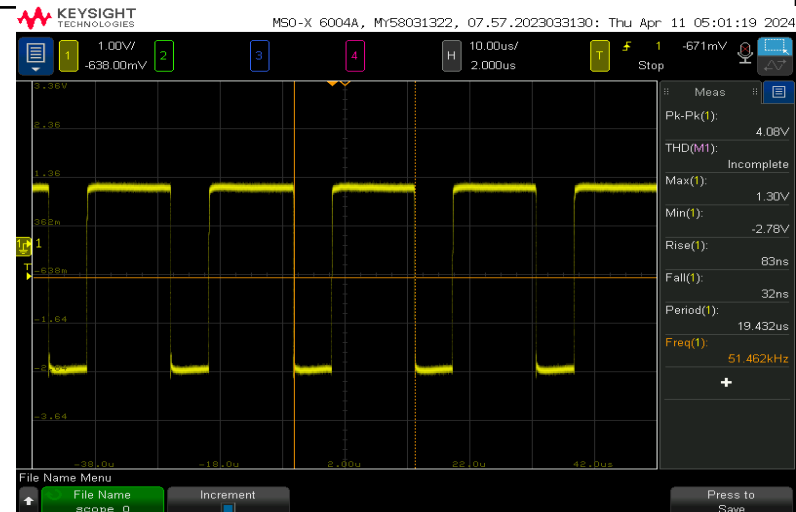 KEYSIGHT
TECHNOLOGIES
MSO-X 6004A, MY58031322, 07.57.2023033130: Thu Apr 11 05:01:19 2024
1 1.00V/ 2 3 4 H 10.00us/ T 1 -671mV
-638.00mV 2.000us Stop
3.36V
2.36
1.36
362m
1
T
-638m
-1.64
-2.64
-3.64
-38.0u -18.0u 2.00u 22.0u 42.0us
Meas
Pk-Pk(1):
4.08V
THD(M1):
Incomplete
Max(1):
1.30V
Min(1):
-2.78V
Rise(1):
83ns
Fall(1):
32ns
Period(1):
19.432us
Freq(1):
51.462kHz
File Name Menu
File Name
scope_0
Increment
Press to
Save